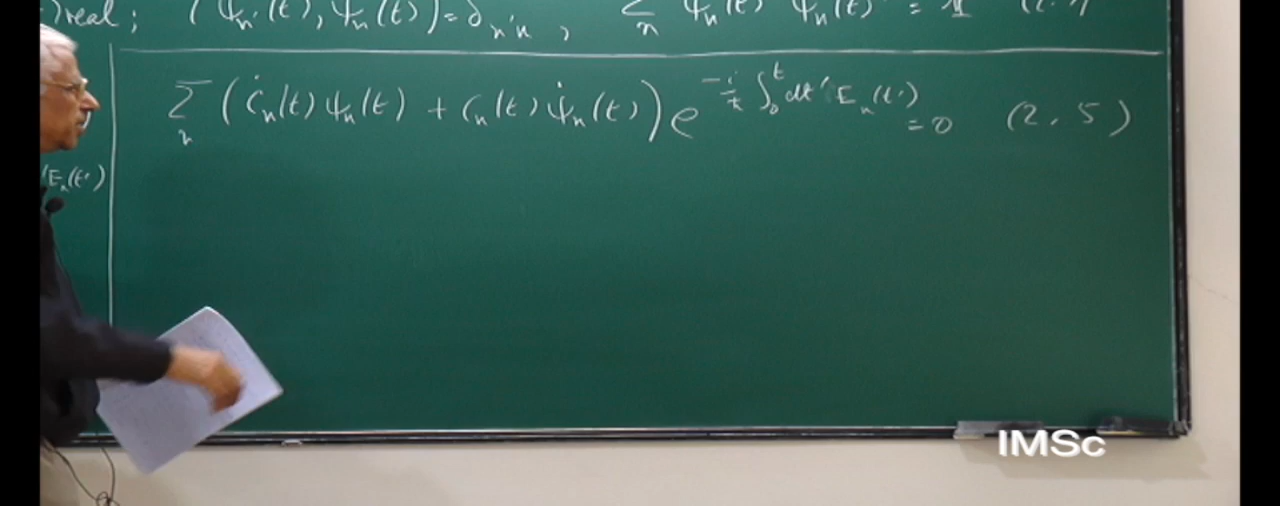 real; (ψₙ'(t), ψₙ(t)) = δₙ'ₙ , Σₙ ψₙ(t) ψₙ(t) = 1
Σₙ (ċₙ(t) ψₙ(t) + cₙ(t) ψ̇ₙ(t)) e^{-i/ħ ∫₀ᵗ dt' Eₙ(t')} = 0 (2.5)
'Eₙ(t')
IMSc